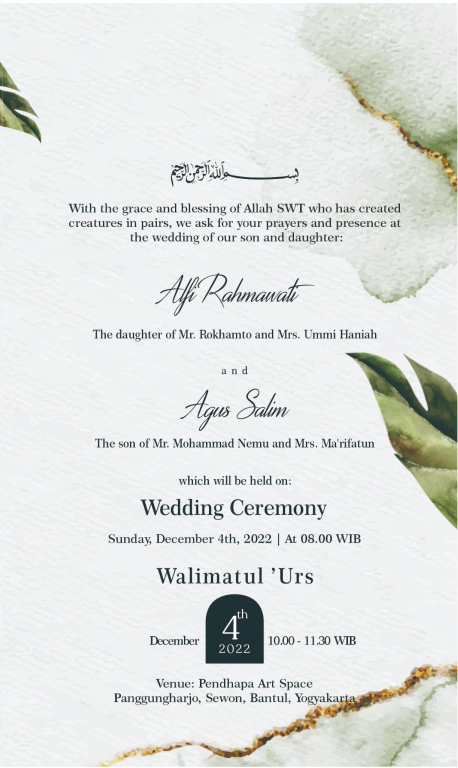 بسم الله الرحمن الرحيم
With the grace and blessing of Allah SWT who has created
creatures in pairs, we ask for your prayers and presence at
the wedding of our son and daughter:
Alfi Rahmawati
The daughter of Mr. Rokhamto and Mrs. Ummi Haniah
and
Agus Salim
The son of Mr. Mohammad Nemu and Mrs. Ma'rifatun
which will be held on:
Wedding Ceremony
Sunday, December 4th, 2022 | At 08.00 WIB
Walimatul ’Urs
December 4th 2022 10.00 - 11.30 WIB
Venue: Pendhapa Art Space
Panggungharjo, Sewon, Bantul, Yogyakarta